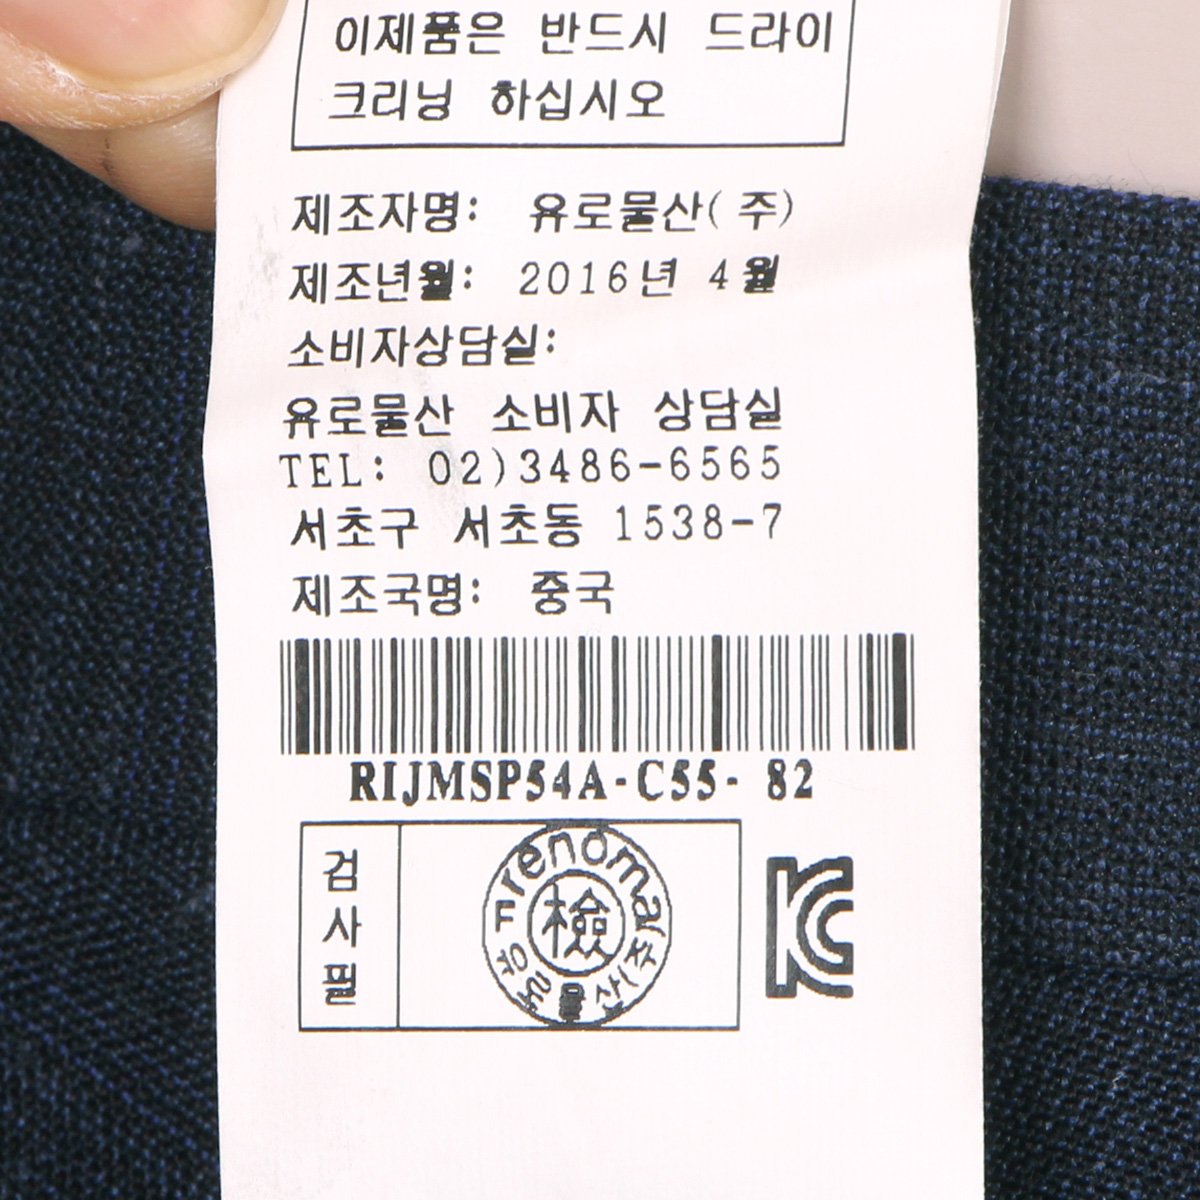 이제품은 반드시 드라이
크리닝 하십시오
제조자명: 유로물산(주)
제조년월: 2016년 4월
소비자상담실:
유로물산 소비자 상담실
TEL: 02)3486-6565
서초구 서초동 1538-7
제조국명: 중국
RIJMSP54A-C55- 82
검사필
Frenoma
檢
유로물산(주)
KC